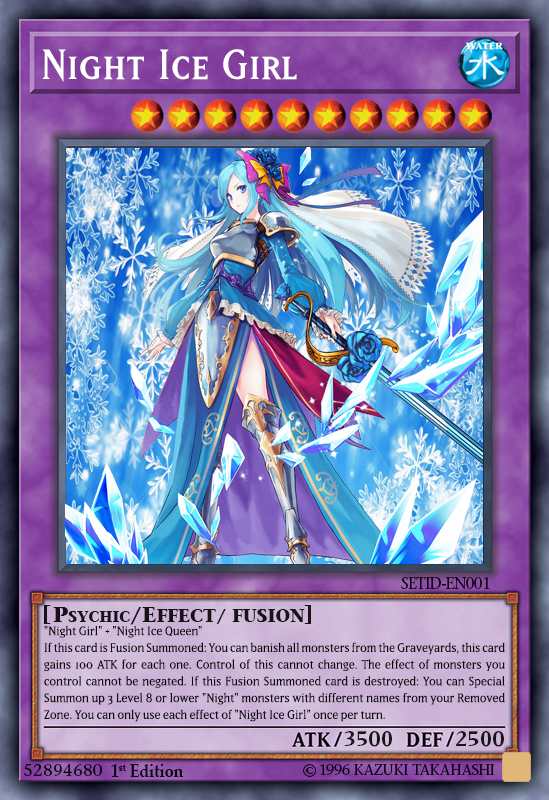 Night Ice Girl
WATER
水
SETID-EN001
[Psychic/Effect/ fusion]
"Night Girl" + "Night Ice Queen"
If this card is Fusion Summoned: You can banish all monsters from the Graveyards, this card
gains 100 ATK for each one. Control of this cannot change. The effect of monsters you
control cannot be negated. If this Fusion Summoned card is destroyed: You can Special
Summon up 3 Level 8 or lower "Night" monsters with different names from your Removed
Zone. You can only use each effect of "Night Ice Girl" once per turn.
ATK/3500 DEF/2500
52894680 1st Edition © 1996 KAZUKI TAKAHASHI